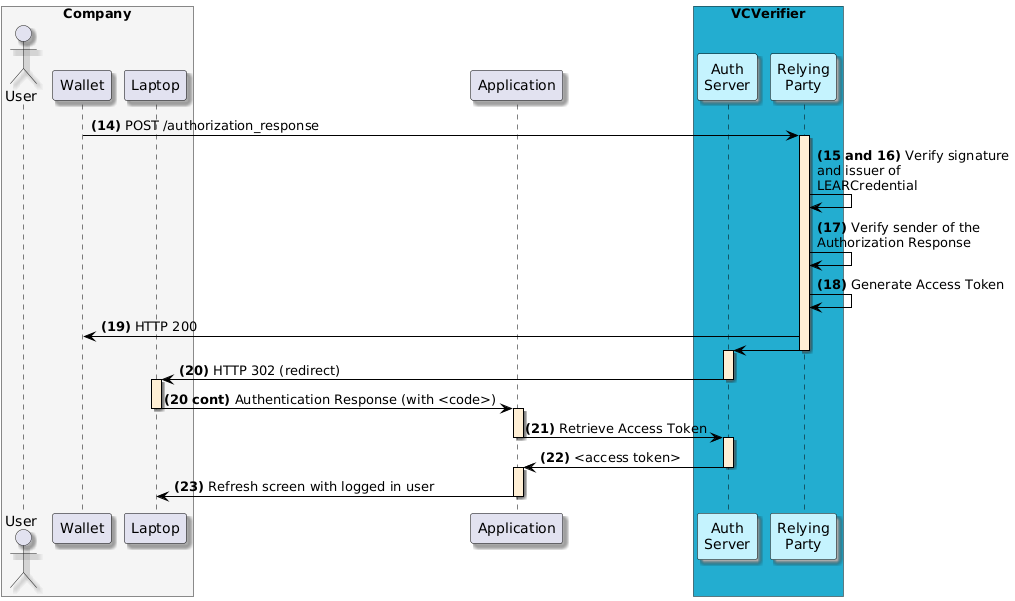 Company
VCVerifier
User
Wallet
Laptop
Application
Auth
Server
Relying
Party
(14) POST /authorization_response
(15 and 16) Verify signature
and issuer of
LEARCredential
(17) Verify sender of the
Authorization Response
(18) Generate Access Token
(19) HTTP 200
(20) HTTP 302 (redirect)
(20 cont) Authentication Response (with <code>)
(21) Retrieve Access Token
(22) <access token>
(23) Refresh screen with logged in user
User
Wallet
Laptop
Application
Auth
Server
Relying
Party